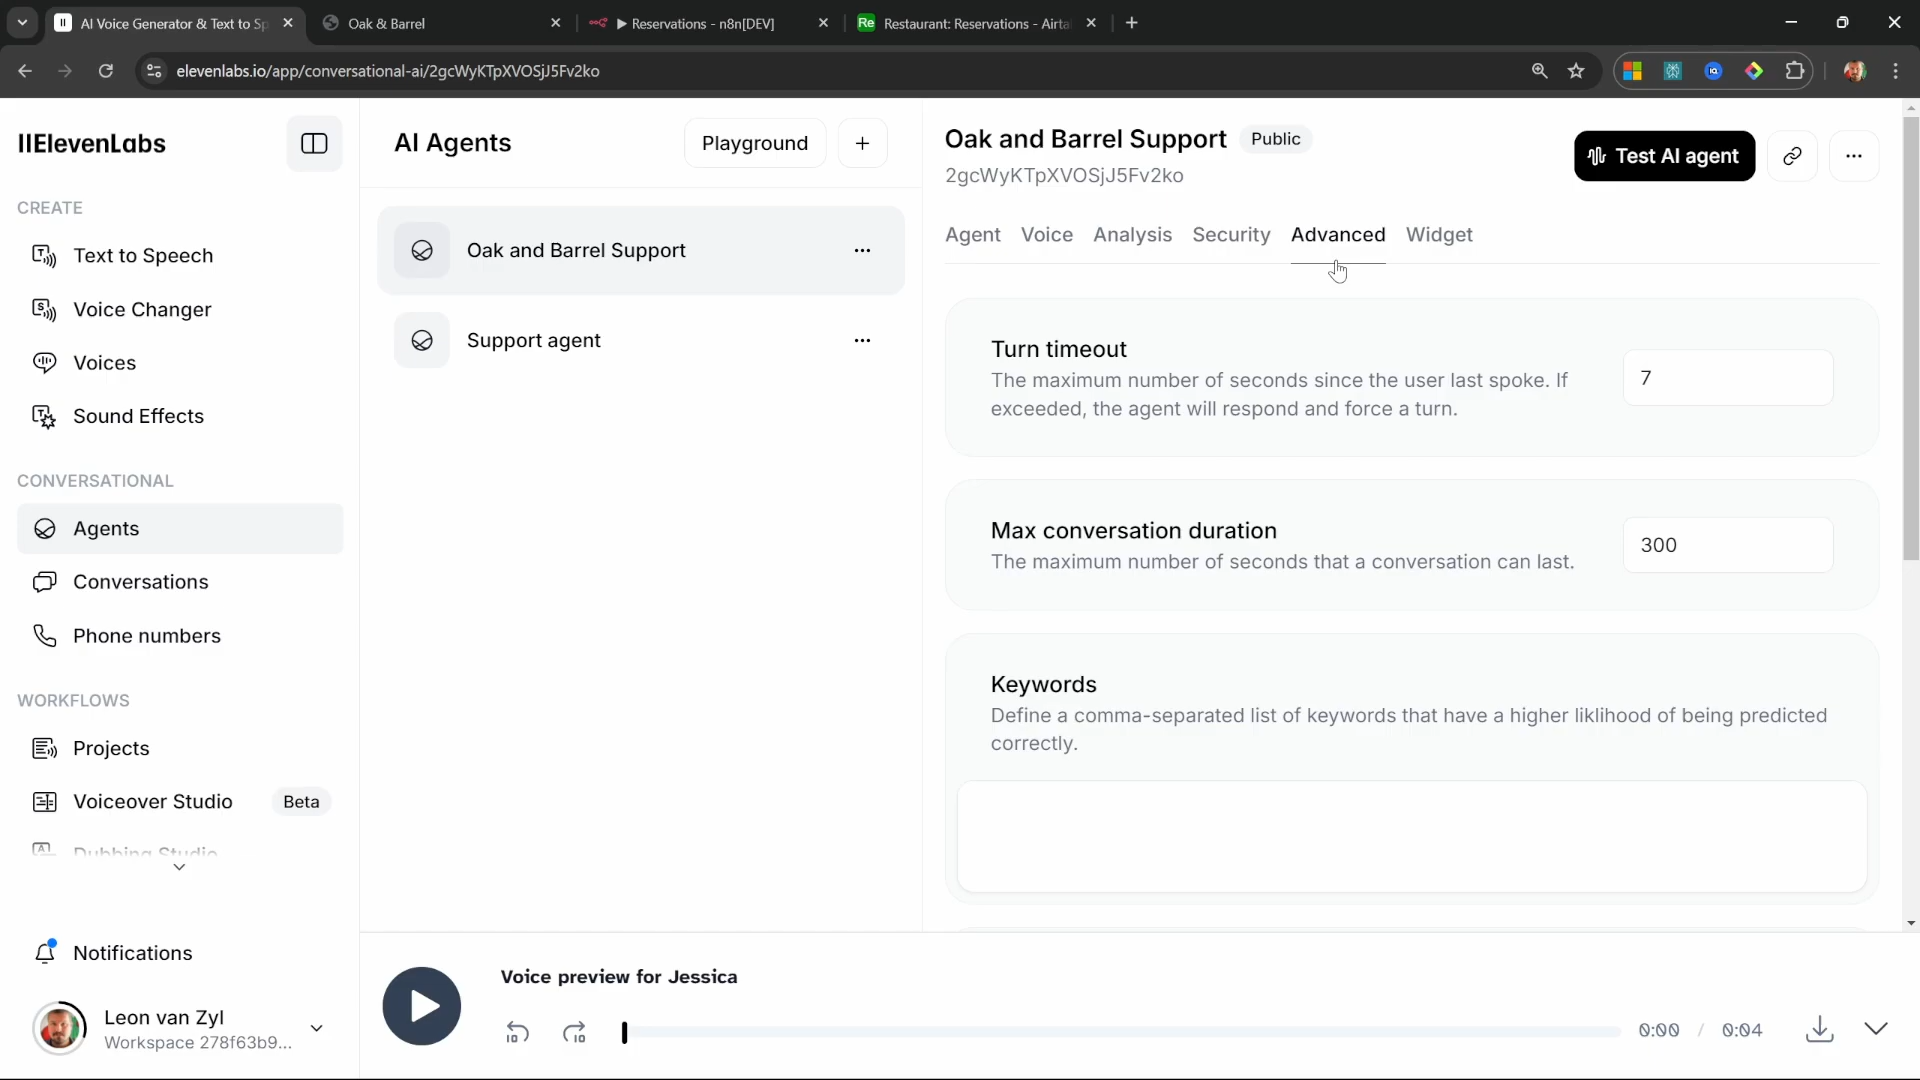 AI Voice Generator & Text to Sp
Oak & Barrel
▶ Reservations - n8n[DEV]
Re
Restaurant: Reservations - Airta
elevenlabs.io/app/conversational-ai/2gcWyKTpXVOSjJ5Fv2ko
IIElevenLabs
CREATE
Text to Speech
Voice Changer
Voices
Sound Effects
CONVERSATIONAL
Agents
Conversations
Phone numbers
WORKFLOWS
Projects
Voiceover Studio
Beta
Dubbing Studio
Notifications
Leon van Zyl
Workspace 278f63b9...
AI Agents
Playground
Oak and Barrel Support
Support agent
Oak and Barrel Support
Public
2gcWyKTpXVOSjJ5Fv2ko
Test AI agent
Agent Voice Analysis Security Advanced Widget
Turn timeout
The maximum number of seconds since the user last spoke. If
exceeded, the agent will respond and force a turn.
7
Max conversation duration
The maximum number of seconds that a conversation can last.
300
Keywords
Define a comma-separated list of keywords that have a higher liklihood of being predicted
correctly.
Voice preview for Jessica
0:00 / 0:04